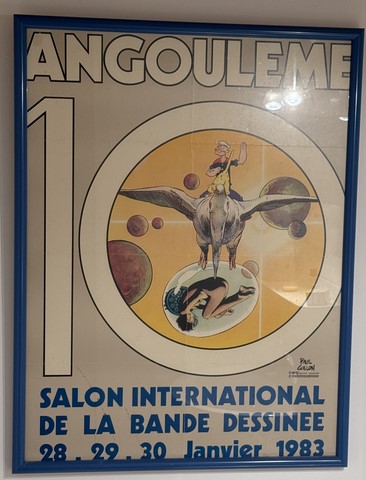 ANGOULEME
10
PAUL
GILLON
SALON INTERNATIONAL
DE LA BANDE DESSINEE
28 . 29 . 30 Janvier 1983